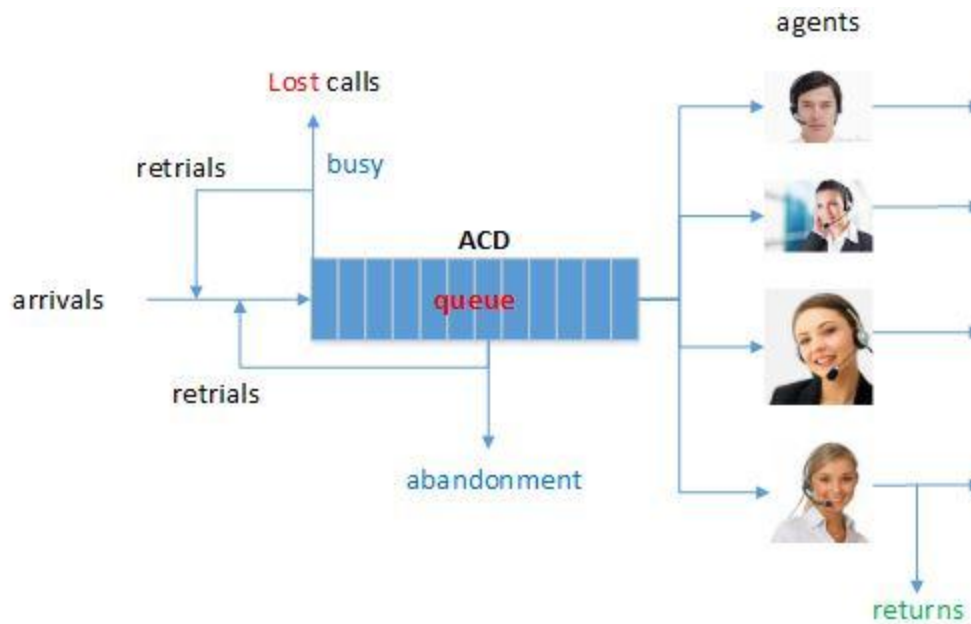 agents
Lost calls
retrials
busy
ACD
arrivals
queue
retrials
abandonment
returns